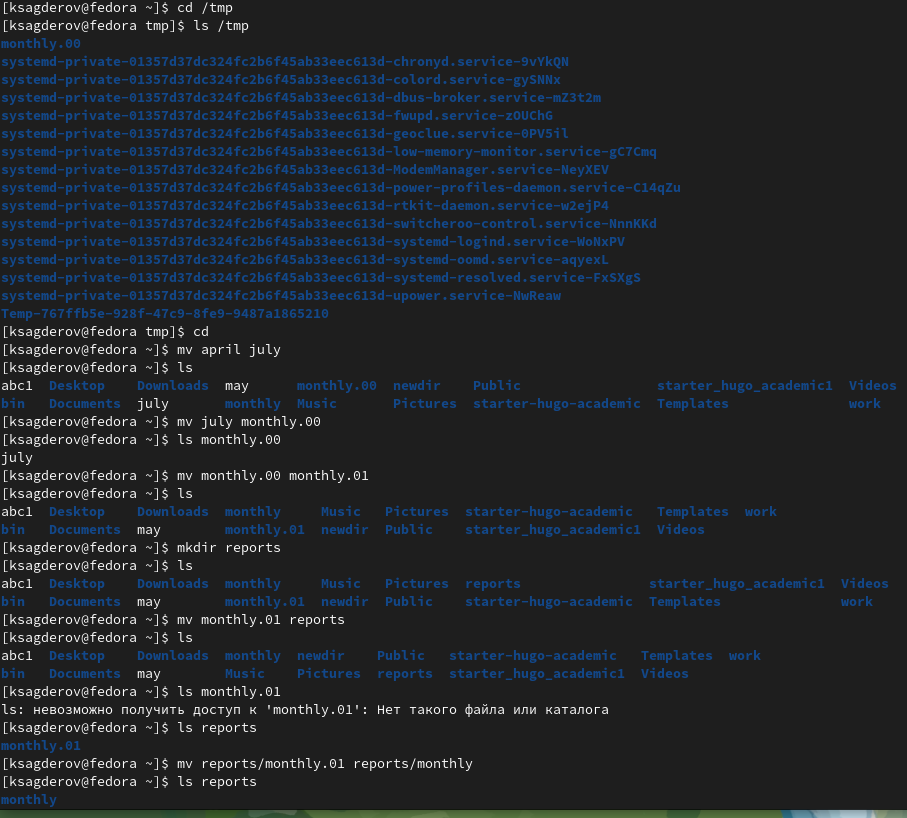 [ksagderov@fedora ~]$ cd /tmp
[ksagderov@fedora tmp]$ ls /tmp
monthly.00
systemd-private-01357d37dc324fc2b6f45ab33eec613d-chronyd.service-9vYkQN
systemd-private-01357d37dc324fc2b6f45ab33eec613d-colord.service-gySNNx
systemd-private-01357d37dc324fc2b6f45ab33eec613d-dbus-broker.service-mZ3t2m
systemd-private-01357d37dc324fc2b6f45ab33eec613d-fwupd.service-zOUChG
systemd-private-01357d37dc324fc2b6f45ab33eec613d-geoclue.service-0PV5il
systemd-private-01357d37dc324fc2b6f45ab33eec613d-low-memory-monitor.service-gC7Cmq
systemd-private-01357d37dc324fc2b6f45ab33eec613d-ModemManager.service-NeyXEV
systemd-private-01357d37dc324fc2b6f45ab33eec613d-power-profiles-daemon.service-C14qZu
systemd-private-01357d37dc324fc2b6f45ab33eec613d-rtkit-daemon.service-w2ejP4
systemd-private-01357d37dc324fc2b6f45ab33eec613d-switcheroo-control.service-NnnKKd
systemd-private-01357d37dc324fc2b6f45ab33eec613d-systemd-logind.service-WoNxPV
systemd-private-01357d37dc324fc2b6f45ab33eec613d-systemd-oomd.service-aqyexL
systemd-private-01357d37dc324fc2b6f45ab33eec613d-systemd-resolved.service-FxSXgS
systemd-private-01357d37dc324fc2b6f45ab33eec613d-upower.service-NwReaw
Temp-767ffb5e-928f-47c9-8fe9-9487a1865210
[ksagderov@fedora tmp]$ cd
[ksagderov@fedora ~]$ mv april july
[ksagderov@fedora ~]$ ls
abc1 Desktop Downloads may monthly.00 newdir Public starter_hugo_academic1 Videos
bin Documents july monthly Music Pictures starter-hugo-academic Templates work
[ksagderov@fedora ~]$ mv july monthly.00
[ksagderov@fedora ~]$ ls monthly.00
july
[ksagderov@fedora ~]$ mv monthly.00 monthly.01
[ksagderov@fedora ~]$ ls
abc1 Desktop Downloads monthly Music Pictures starter-hugo-academic Templates work
bin Documents may monthly.01 newdir Public starter_hugo_academic1 Videos
[ksagderov@fedora ~]$ mkdir reports
[ksagderov@fedora ~]$ ls
abc1 Desktop Downloads monthly Music Pictures reports starter_hugo_academic1 Videos
bin Documents may monthly.01 newdir Public starter-hugo-academic Templates work
[ksagderov@fedora ~]$ mv monthly.01 reports
[ksagderov@fedora ~]$ ls
abc1 Desktop Downloads monthly newdir Public starter-hugo-academic Templates work
bin Documents may Music Pictures reports starter_hugo_academic1 Videos
[ksagderov@fedora ~]$ ls monthly.01
ls: невозможно получить доступ к 'monthly.01': Нет такого файла или каталога
[ksagderov@fedora ~]$ ls reports
monthly.01
[ksagderov@fedora ~]$ mv reports/monthly.01 reports/monthly
[ksagderov@fedora ~]$ ls reports
monthly